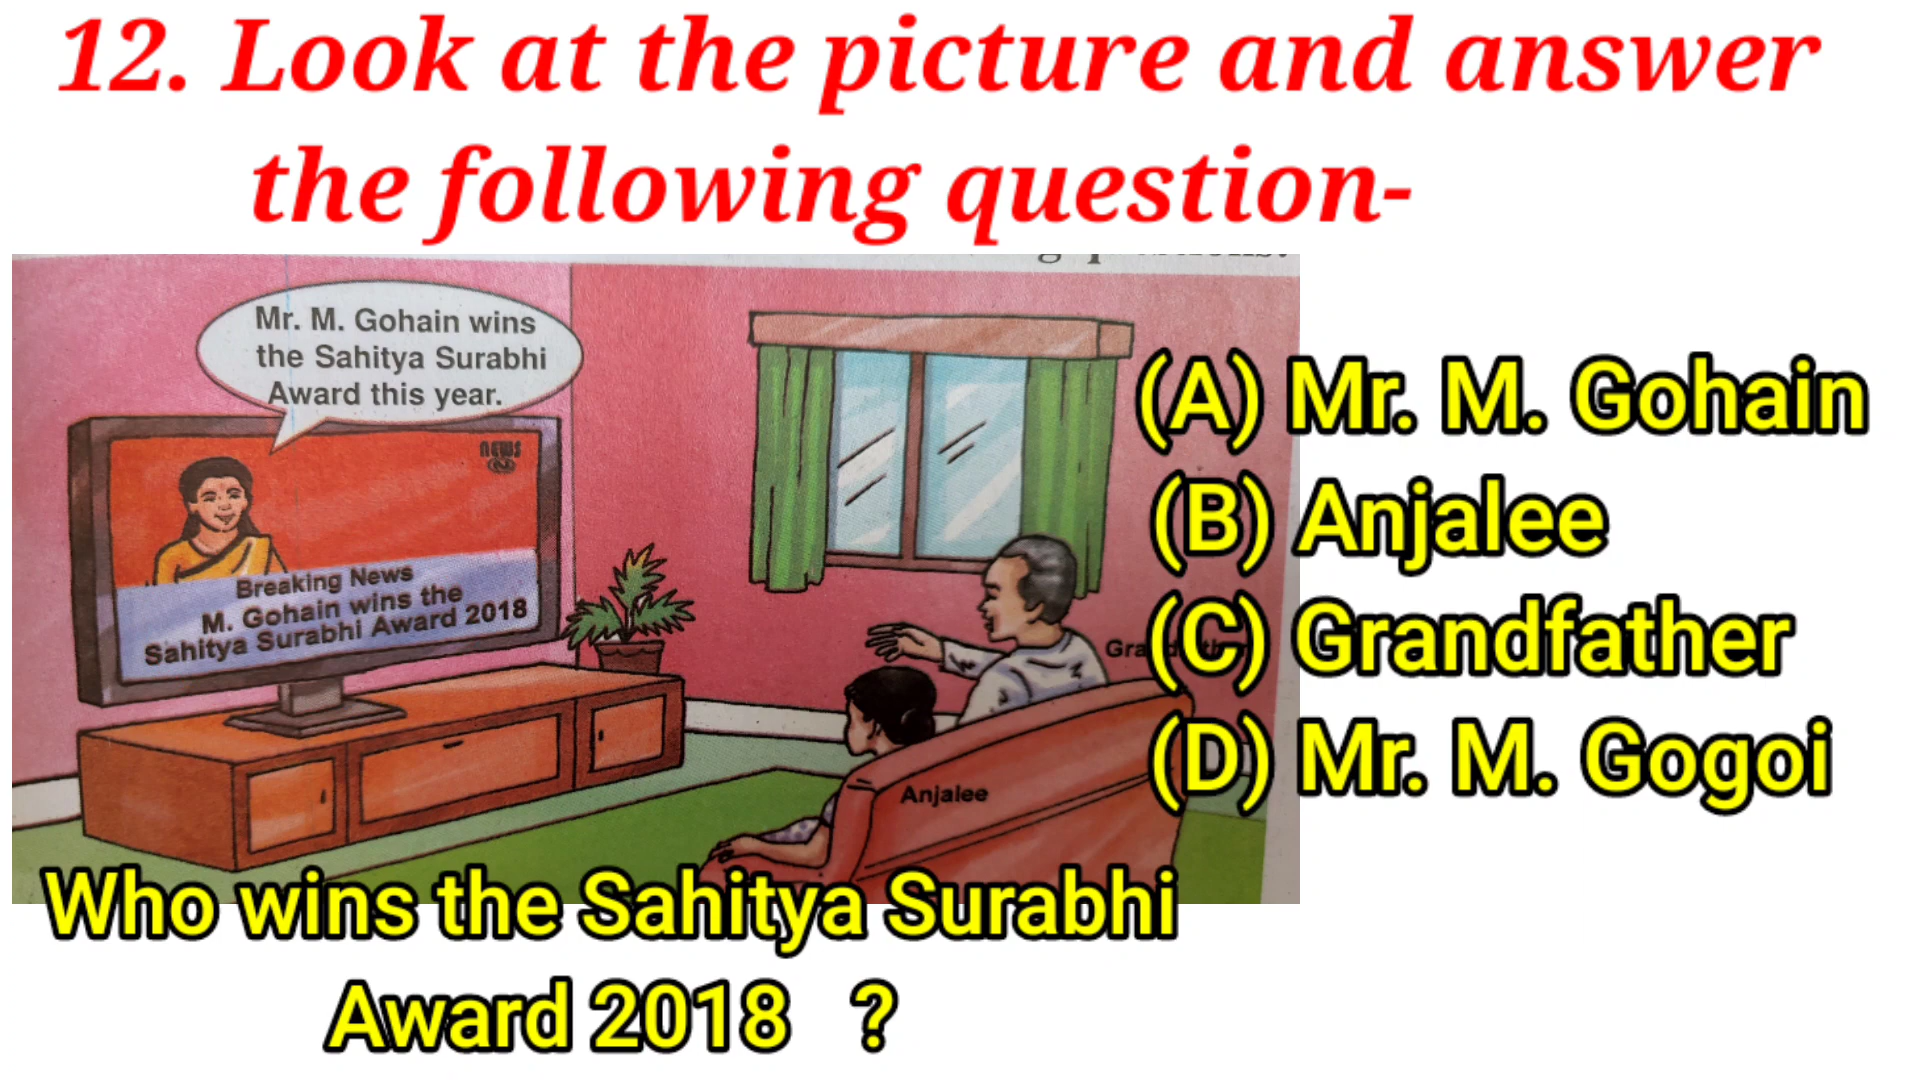 12. Look at the picture and answer
the following question-
Mr. M. Gohain wins
the Sahitya Surabhi
Award this year.
news
Breaking News
M. Gohain wins the
Sahitya Surabhi Award 2018
Anjalee
(A) Mr. M. Gohain
(B) Anjalee
(C) Grandfather
(D) Mr. M. Gogoi
Who wins the Sahitya Surabhi
Award 2018 ?